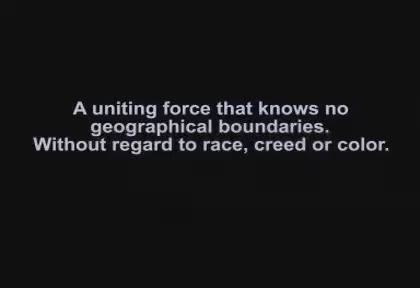 A uniting force that knows no
geographical boundaries.
Without regard to race, creed or color.